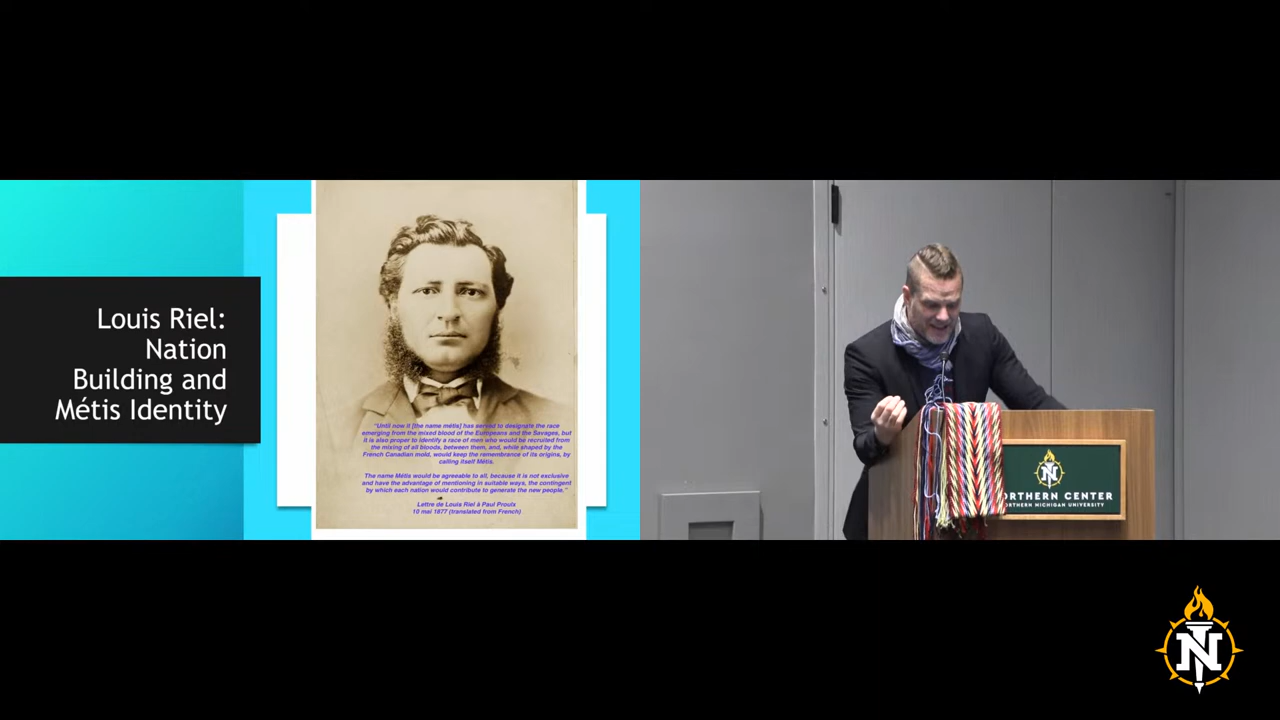 Louis Riel:
Nation
Building and
Métis Identity
"Until now it [the name métis] has served to designate the race
emerging from the mixed blood of the Europeans and the Savages, but
it is also proper to identify a race of men who would be recruited from
the mixing of all bloods, between them, and, while shaped by the
French Canadian mold, would keep the remembrance of its origins, by
calling itself Métis.
The name Métis would be agreeable to all, because it is not exclusive
and have the advantage of mentioning in suitable ways, the contingent
by which each nation would contribute to generate the new people."
Lettre de Louis Riel à Paul Proulx
10 mai 1877 (translated from French)
N
ORTHERN CENTER
ORTHERN MICHIGAN UNIVERSITY
N